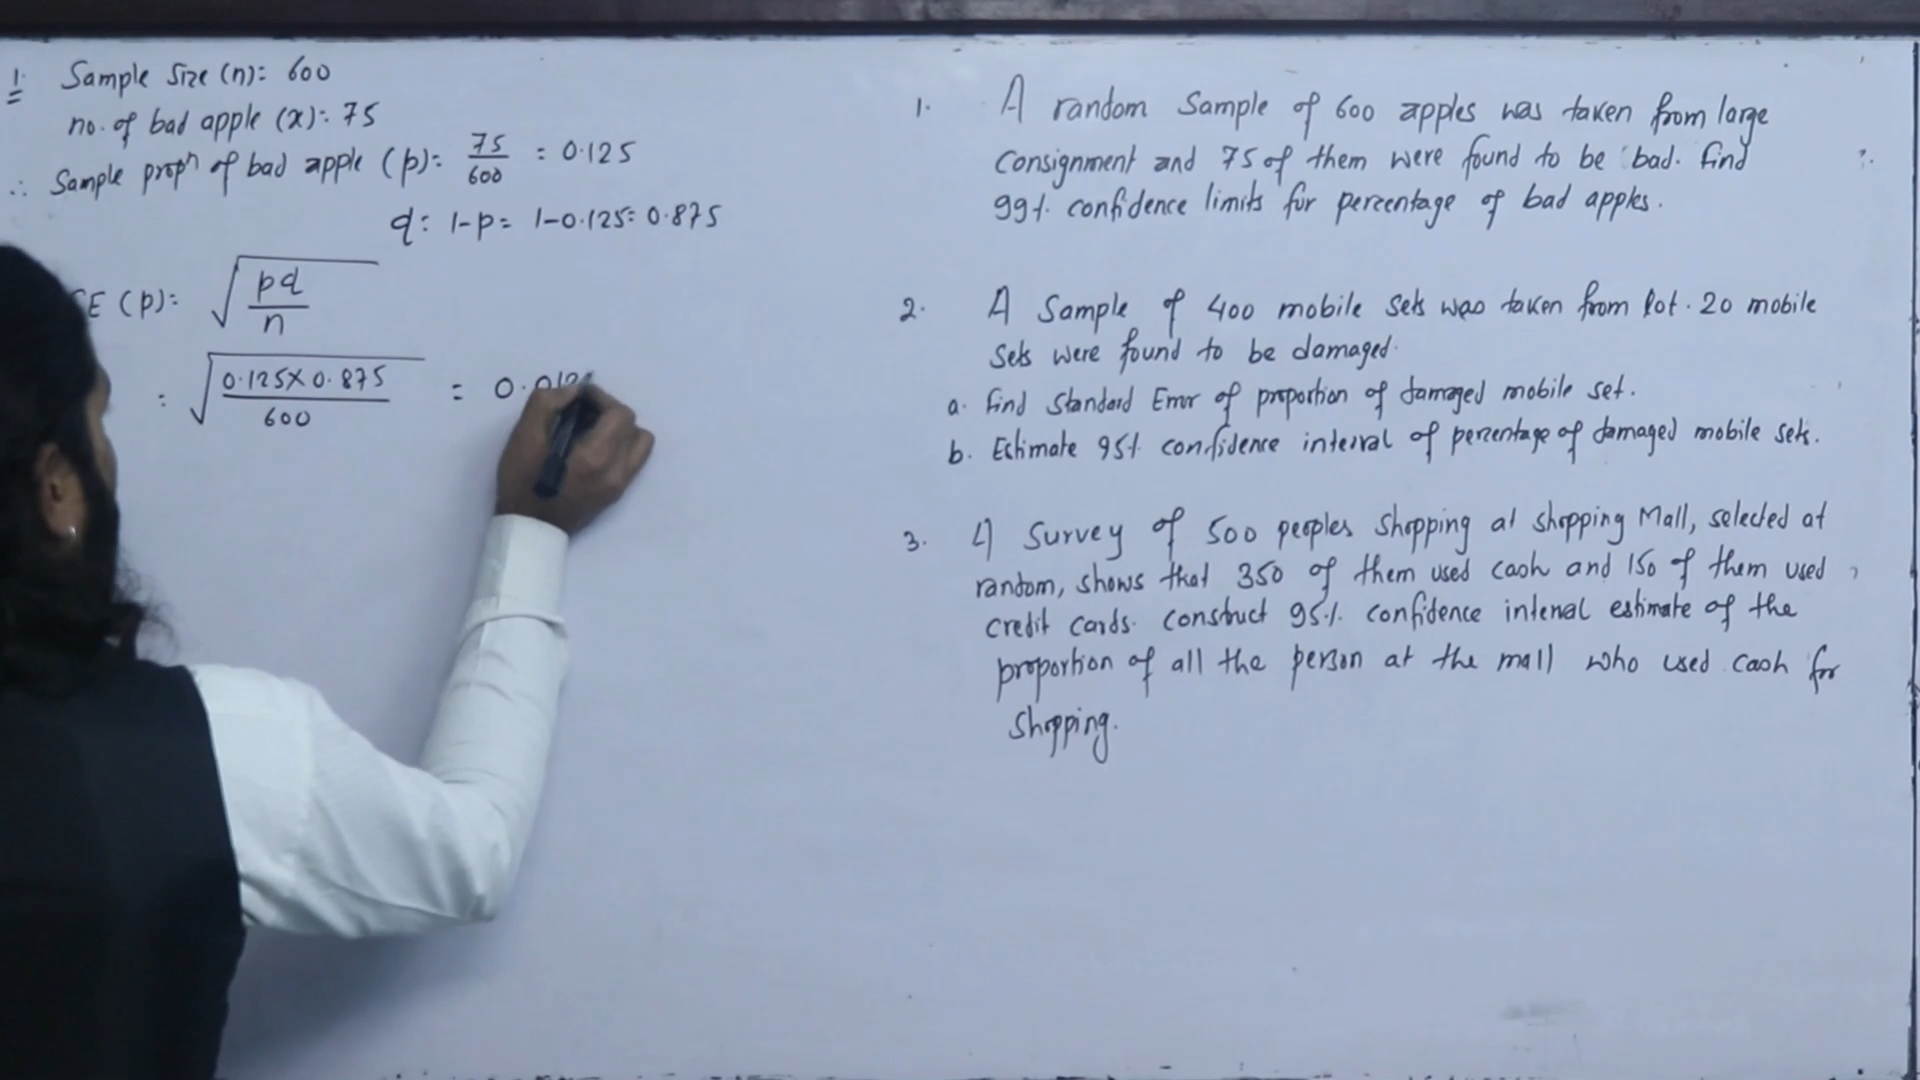 1. Sample Size (n): 600
no. of bad apple (x): 75
∴ Sample propⁿ of bad apple (p): 75/600 = 0.125
q: 1-p = 1-0.125 = 0.875
SE (p): √(pq/n)
: √(0.125×0.875/600) = 0.012
1. A random Sample of 600 apples was taken from large
Consignment and 75 of them were found to be bad. find
99% confidence limits for percentage of bad apples.
2. A Sample of 400 mobile Sets was taken from lot. 20 mobile
Sets were found to be damaged.
a. find Standard Error of proportion of damaged mobile set.
b. Estimate 95% confidence interval of percentage of damaged mobile sets.
3. A Survey of 500 peoples Shopping at shopping Mall, selected at
random, shows that 350 of them used cash and 150 of them used
credit cards. construct 95% confidence interval estimate of the
proportion of all the person at the mall who used cash for
Shopping.